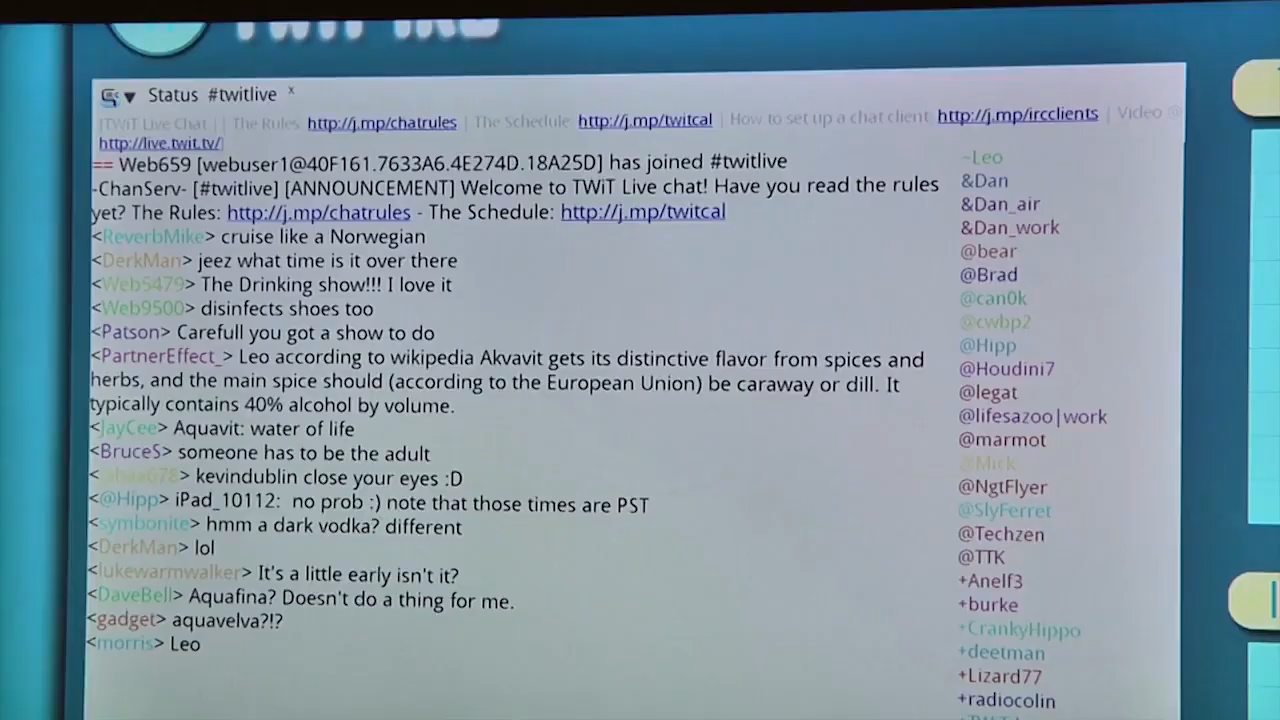 TWiT IRC
Status #twitlive x
[TWiT Live Chat | | The Rules: http://j.mp/chatrules | The Schedule: http://j.mp/twitcal | How to set up a chat client: http://j.mp/ircclients | Video @
http://live.twit.tv/]
== Web659 [webuser1@40F161.7633A6.4E274D.18A25D] has joined #twitlive
-ChanServ- [#twitlive] [ANNOUNCEMENT] Welcome to TWiT Live chat! Have you read the rules
yet? The Rules: http://j.mp/chatrules - The Schedule: http://j.mp/twitcal
<ReverbMike> cruise like a Norwegian
<DerkMan> jeez what time is it over there
<Web5479> The Drinking show!!! I love it
<Web9500> disinfects shoes too
<Patson> Carefull you got a show to do
<PartnerEffect_> Leo according to wikipedia Akvavit gets its distinctive flavor from spices and
herbs, and the main spice should (according to the European Union) be caraway or dill. It
typically contains 40% alcohol by volume.
<JayCee> Aquavit: water of life
<BruceS> someone has to be the adult
kevindublin close your eyes :D
<@Hipp> iPad_10112: no prob :) note that those times are PST
<symbonite> hmm a dark vodka? different
<DerkMan> lol
<lukewarmwalker> It's a little early isn't it?
<DaveBell> Aquafina? Doesn't do a thing for me.
<gadget> aquavelva?!?
<morris> Leo
~Leo
&Dan
&Dan_air
&Dan_work
@bear
@Brad
@can0k
@cwbp2
@Hipp
@Houdini7
@legat
@lifesazoo|work
@marmot
@Mick
@NgtFlyer
@SlyFerret
@Techzen
@TTK
+Anelf3
+burke
+CrankyHippo
+deetman
+Lizard77
+radiocolin